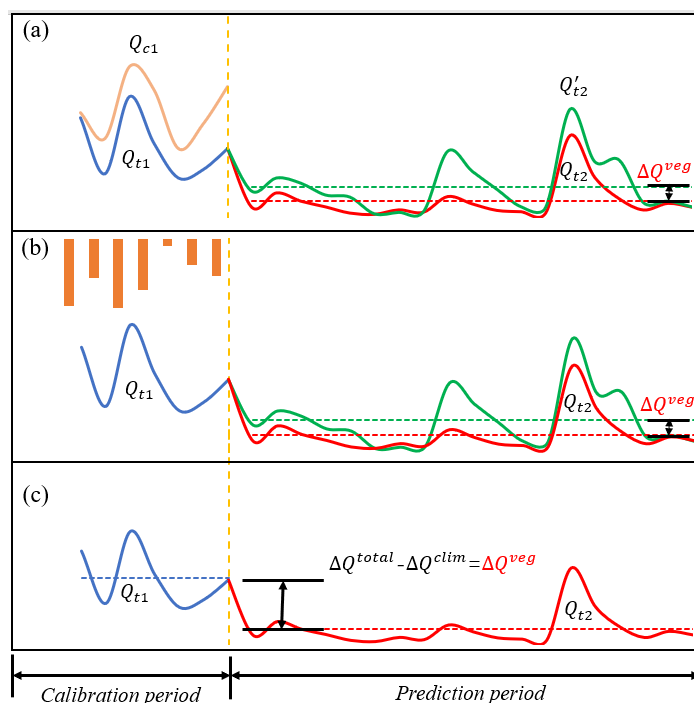 (a)
Q_{c1}
Q_{t1}
Q'_{t2}
Q_{t2}
ΔQ^{veg}
(b)
Q_{t1}
Q_{t2}
ΔQ^{veg}
(c)
ΔQ^{total}-ΔQ^{clim}=ΔQ^{veg}
Q_{t1}
Q_{t2}
Calibration period
Prediction period